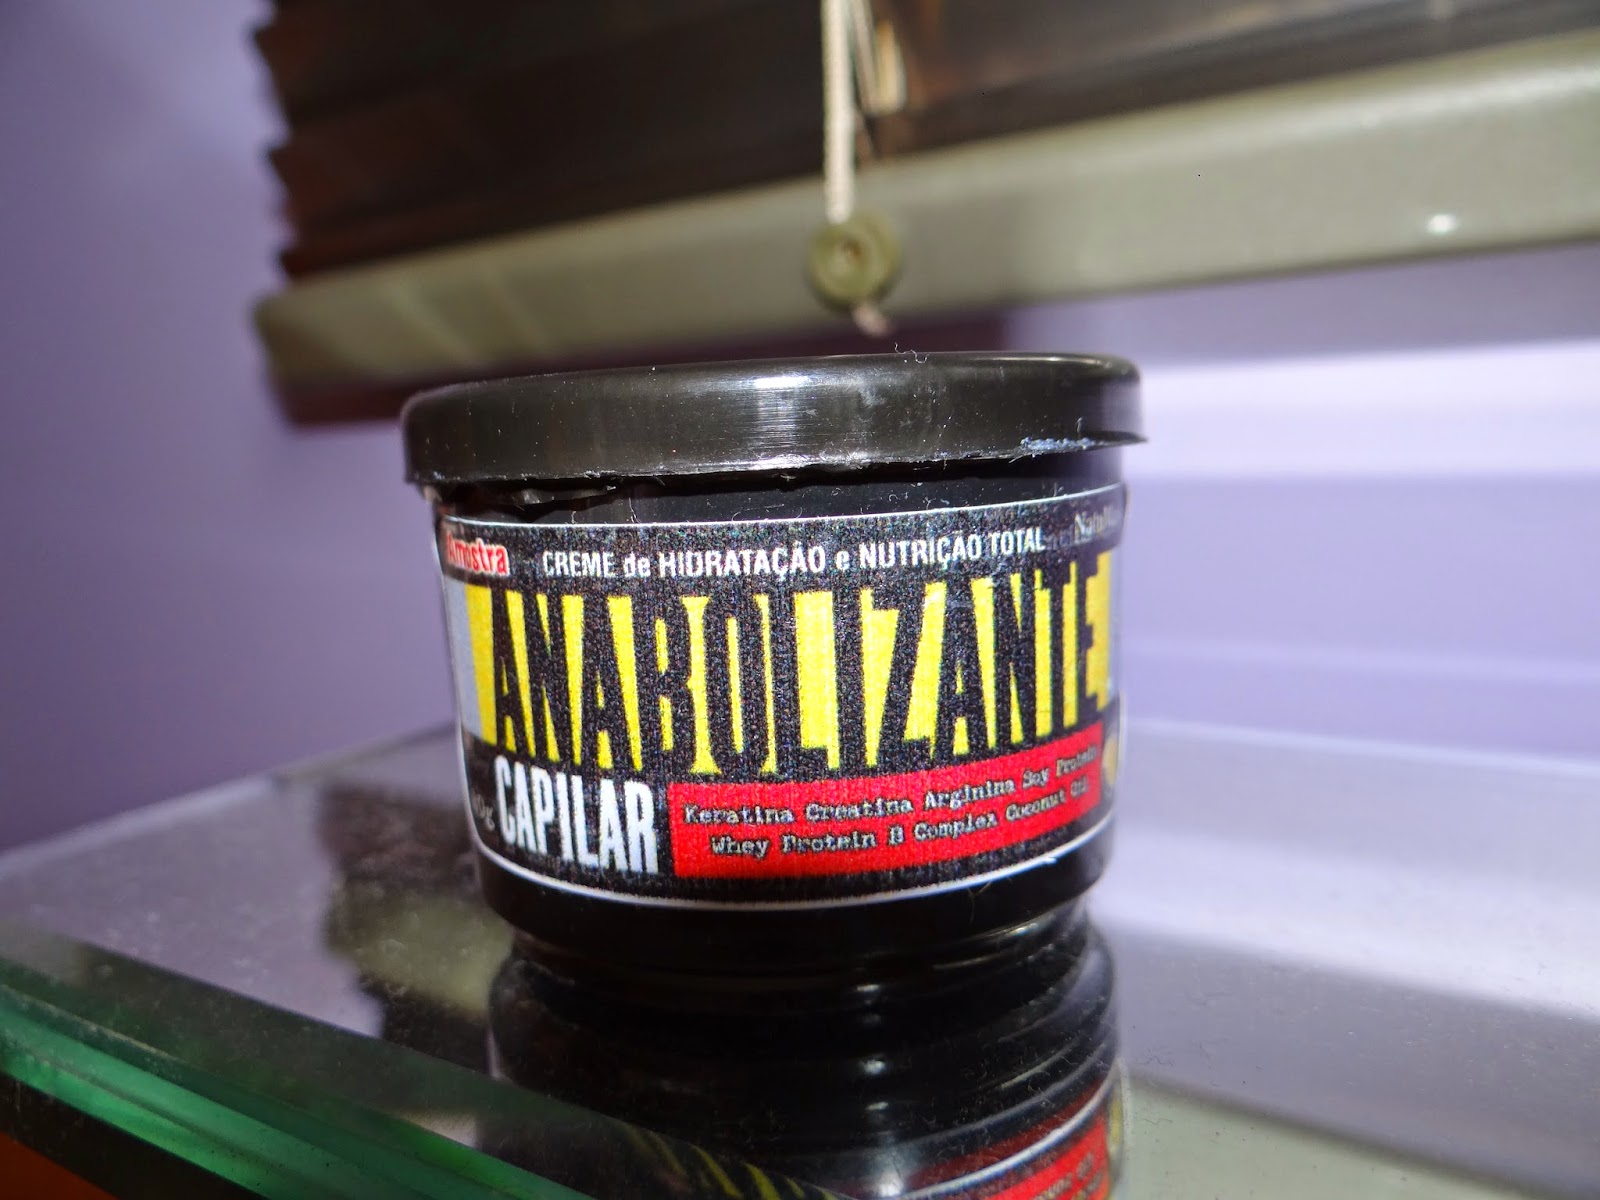 Amostra
CREME de HIDRATAÇÃO e NUTRIÇÃO TOTAL
ANABOLIZANTE
CAPILAR
Keratina Creatina Arginina Soy Protein
Whey Protein B Complex Coconut Oil